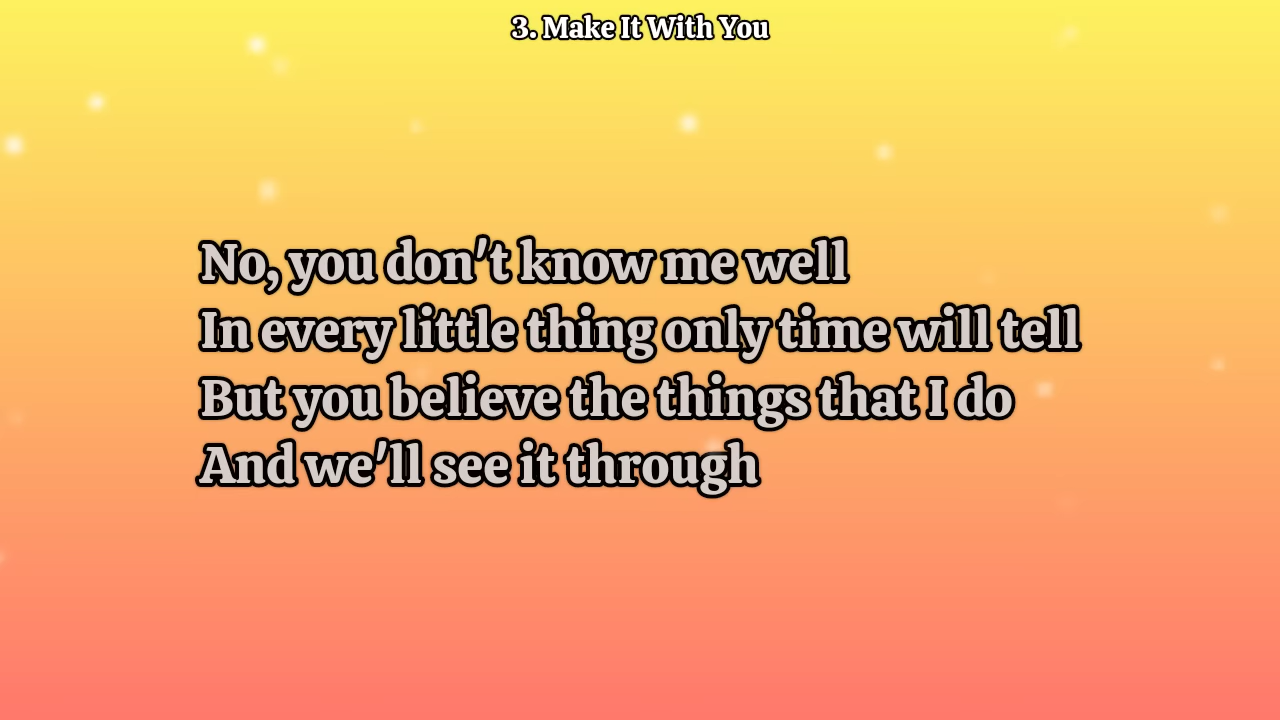 3. Make It With You
No, you don't know me well
In every little thing only time will tell
But you believe the things that I do
And we'll see it through